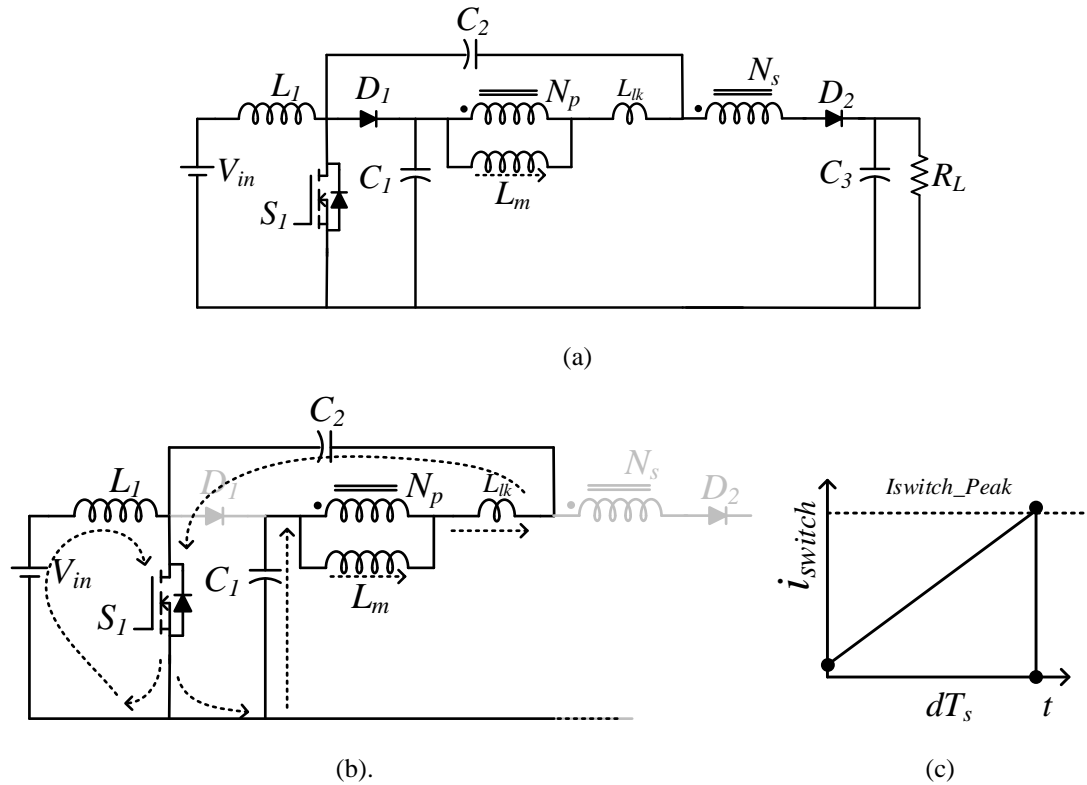 C2
L1 D1 Np Llk Ns D2
Vin C1 Lm C3 RL
S1
(a)
C2
L1 D1 Np Llk Ns D2
Vin C1 Lm
S1
(b).
iswitch
Iswitch_Peak
dTs t
(c)